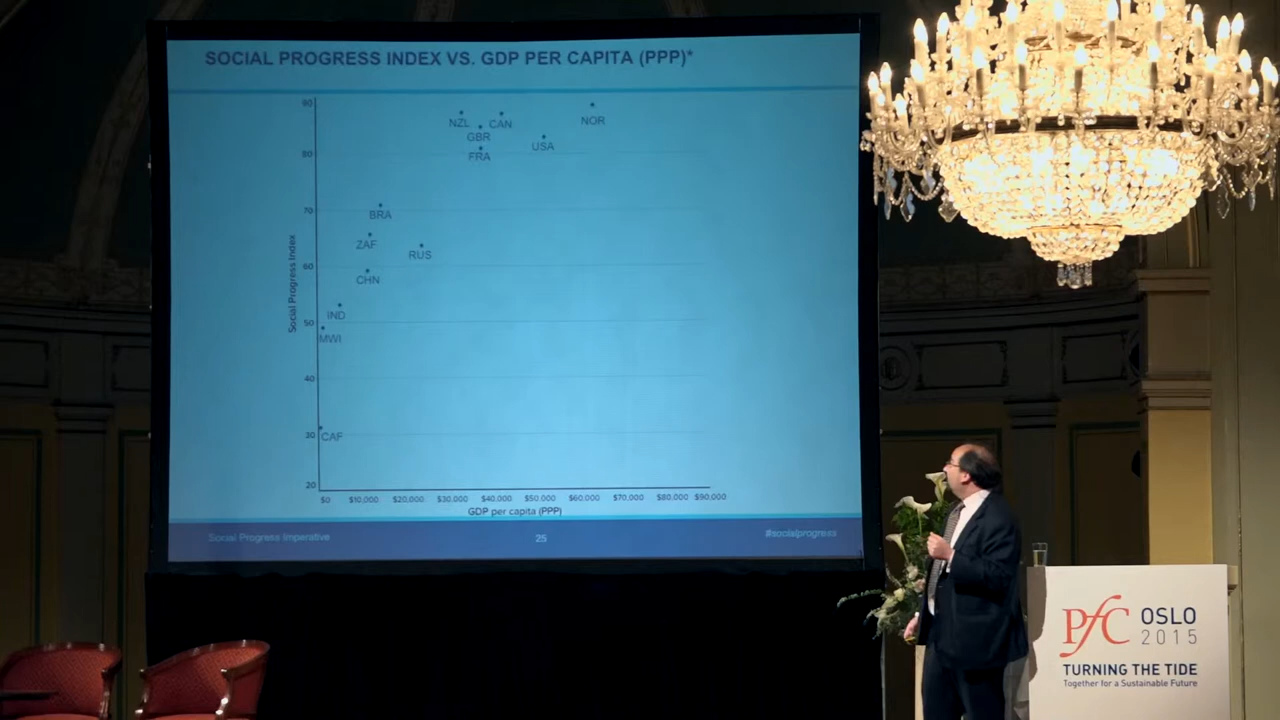 SOCIAL PROGRESS INDEX VS. GDP PER CAPITA (PPP)*
90
80
70
60
50
40
30
20
Social Progress Index
NZL
CAN
NOR
GBR
USA
FRA
BRA
ZAF
RUS
CHN
IND
MWI
CAF
$0 $10,000 $20,000 $30,000 $40,000 $50,000 $60,000 $70,000 $80,000 $90,000
GDP per capita (PPP)
Social Progress Imperative 25 #socialprogress
PfC OSLO
2015
TURNING THE TIDE
Together for a Sustainable Future